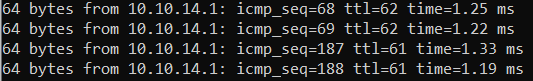 64 bytes from 10.10.14.1: icmp_seq=68 ttl=62 time=1.25 ms
64 bytes from 10.10.14.1: icmp_seq=69 ttl=62 time=1.22 ms
64 bytes from 10.10.14.1: icmp_seq=187 ttl=61 time=1.33 ms
64 bytes from 10.10.14.1: icmp_seq=188 ttl=61 time=1.19 ms